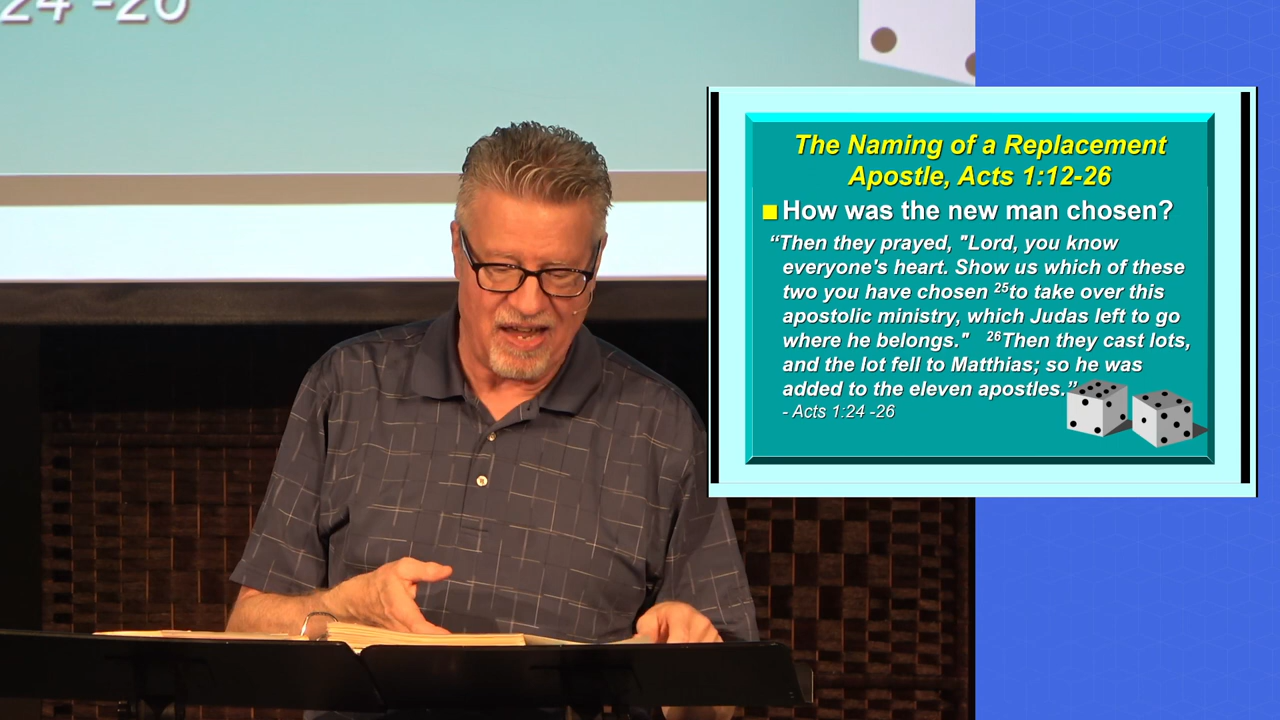 24 -26
The Naming of a Replacement
Apostle, Acts 1:12-26
How was the new man chosen?
“Then they prayed, "Lord, you know
everyone's heart. Show us which of these
two you have chosen ²⁵to take over this
apostolic ministry, which Judas left to go
where he belongs." ²⁶Then they cast lots,
and the lot fell to Matthias; so he was
added to the eleven apostles.”
- Acts 1:24 -26